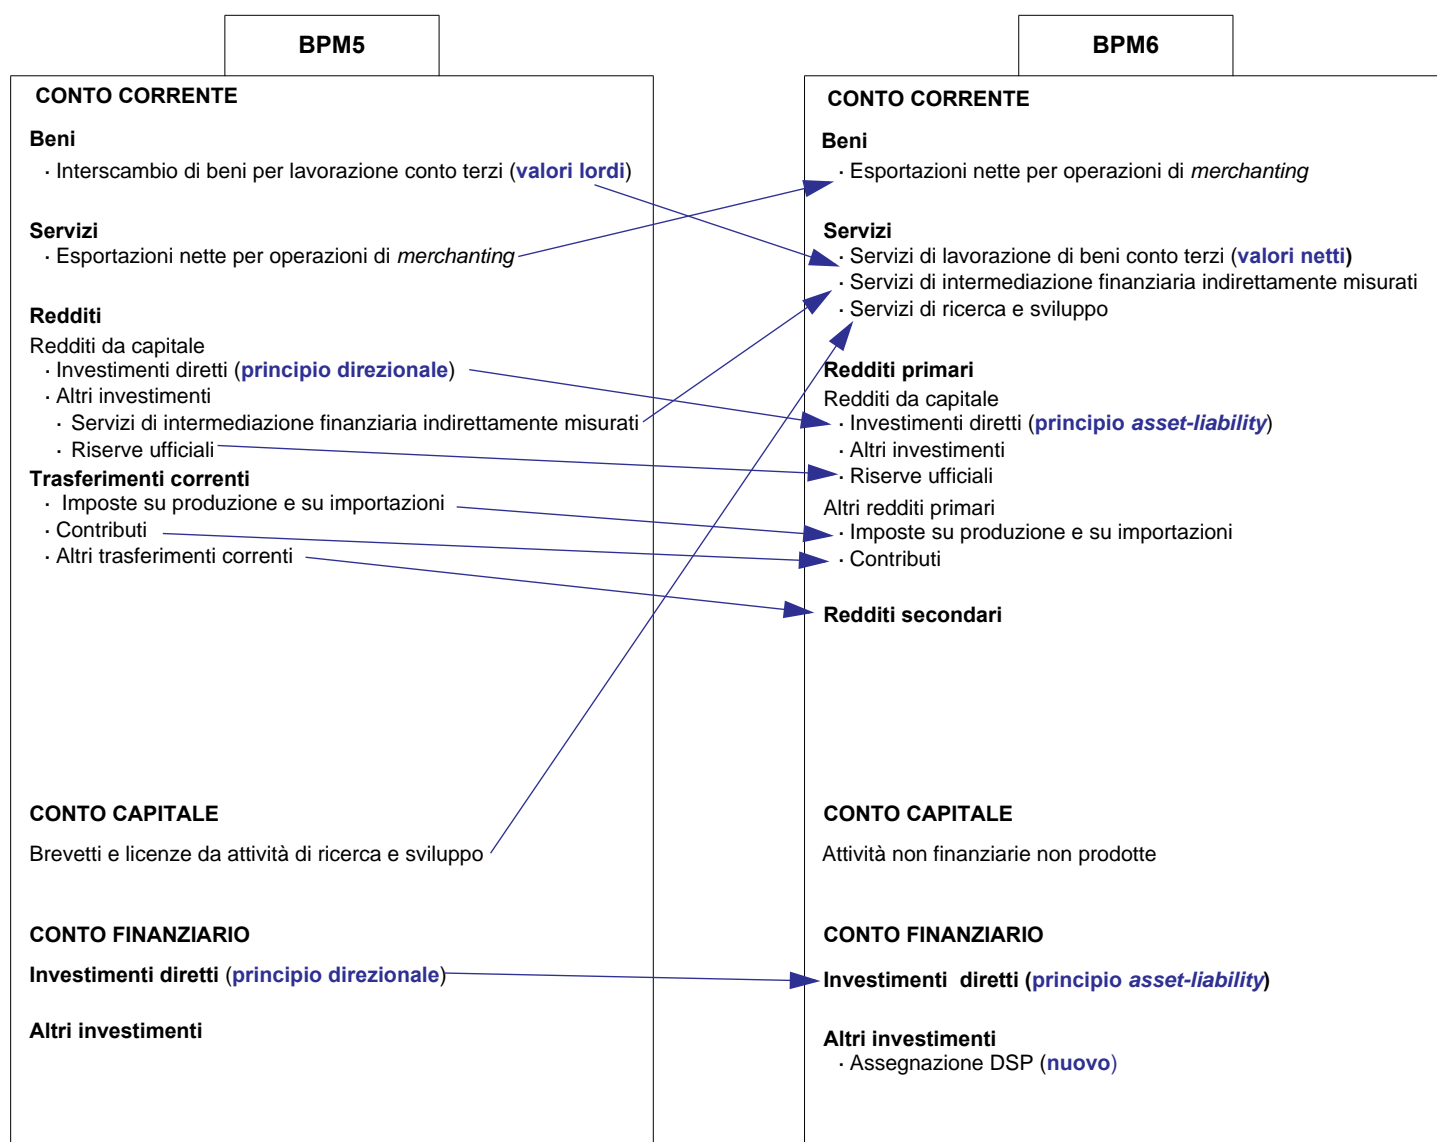 BPM5
CONTO CORRENTE
Beni
· Interscambio di beni per lavorazione conto terzi (valori lordi)
Servizi
· Esportazioni nette per operazioni di merchanting
Redditi
Redditi da capitale
· Investimenti diretti (principio direzionale)
· Altri investimenti
· Servizi di intermediazione finanziaria indirettamente misurati
· Riserve ufficiali
Trasferimenti correnti
· Imposte su produzione e su importazioni
· Contributi
· Altri trasferimenti correnti
CONTO CAPITALE
Brevetti e licenze da attività di ricerca e sviluppo
CONTO FINANZIARIO
Investimenti diretti (principio direzionale)
Altri investimenti
BPM6
CONTO CORRENTE
Beni
· Esportazioni nette per operazioni di merchanting
Servizi
· Servizi di lavorazione di beni conto terzi (valori netti)
· Servizi di intermediazione finanziaria indirettamente misurati
· Servizi di ricerca e sviluppo
Redditi primari
Redditi da capitale
· Investimenti diretti (principio asset-liability)
· Altri investimenti
· Riserve ufficiali
Altri redditi primari
· Imposte su produzione e su importazioni
· Contributi
Redditi secondari
CONTO CAPITALE
Attività non finanziarie non prodotte
CONTO FINANZIARIO
Investimenti diretti (principio asset-liability)
Altri investimenti
· Assegnazione DSP (nuovo)